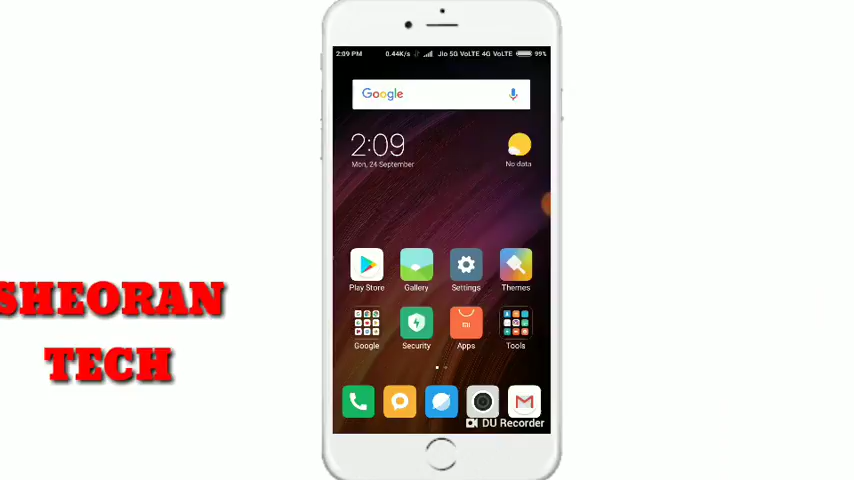 2:09 PM 0.44K/s Jio 5G VoLTE 4G VoLTE 99%
Google
2:09
Mon, 24 September
No data
Play Store Gallery Settings Themes
Google Security Apps Tools
DU Recorder
SHEORAN
TECH